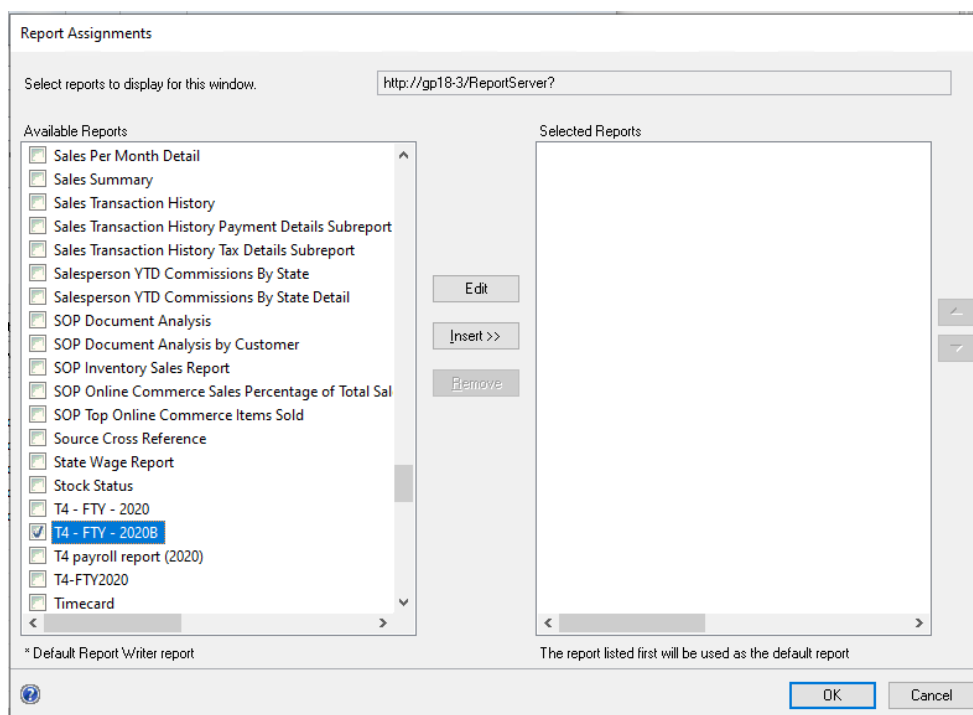 Report Assignments
Select reports to display for this window.
http://gp18-3/ReportServer?
Available Reports
Selected Reports
Sales Per Month Detail
Sales Summary
Sales Transaction History
Sales Transaction History Payment Details Subreport
Sales Transaction History Tax Details Subreport
Salesperson YTD Commissions By State
Salesperson YTD Commissions By State Detail
SOP Document Analysis
SOP Document Analysis by Customer
SOP Inventory Sales Report
SOP Online Commerce Sales Percentage of Total Sal
SOP Top Online Commerce Items Sold
Source Cross Reference
State Wage Report
Stock Status
T4 - FTY - 2020
T4 - FTY - 2020B
T4 payroll report (2020)
T4-FTY2020
Timecard
Edit
Insert >>
Remove
* Default Report Writer report
The report listed first will be used as the default report
?
OK
Cancel